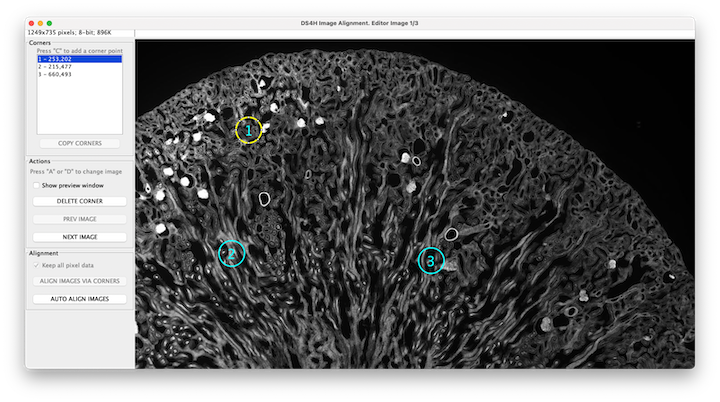 DS4H Image Alignment. Editor Image 1/3
1249x735 pixels; 8-bit, 896K
Corners
Press "C" to add a corner point
1 - 253,202
2 - 215,477
3 - 660,493
COPY CORNERS
Actions
Press "A" or "D" to change image
Show preview window
DELETE CORNER
PREV IMAGE
NEXT IMAGE
Alignment
Keep all pixel data
ALIGN IMAGES VIA CORNERS
AUTO ALIGN IMAGES
1
2
3